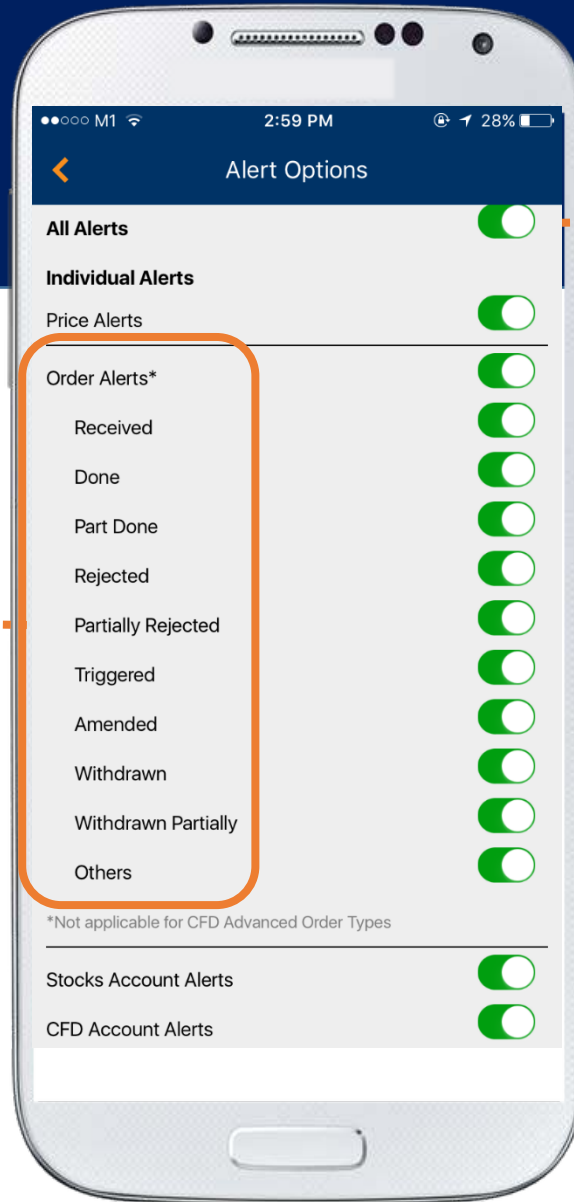 M1 2:59 PM 28%
Alert Options
All Alerts
Individual Alerts
Price Alerts
Order Alerts*
Received
Done
Part Done
Rejected
Partially Rejected
Triggered
Amended
Withdrawn
Withdrawn Partially
Others
*Not applicable for CFD Advanced Order Types
Stocks Account Alerts
CFD Account Alerts